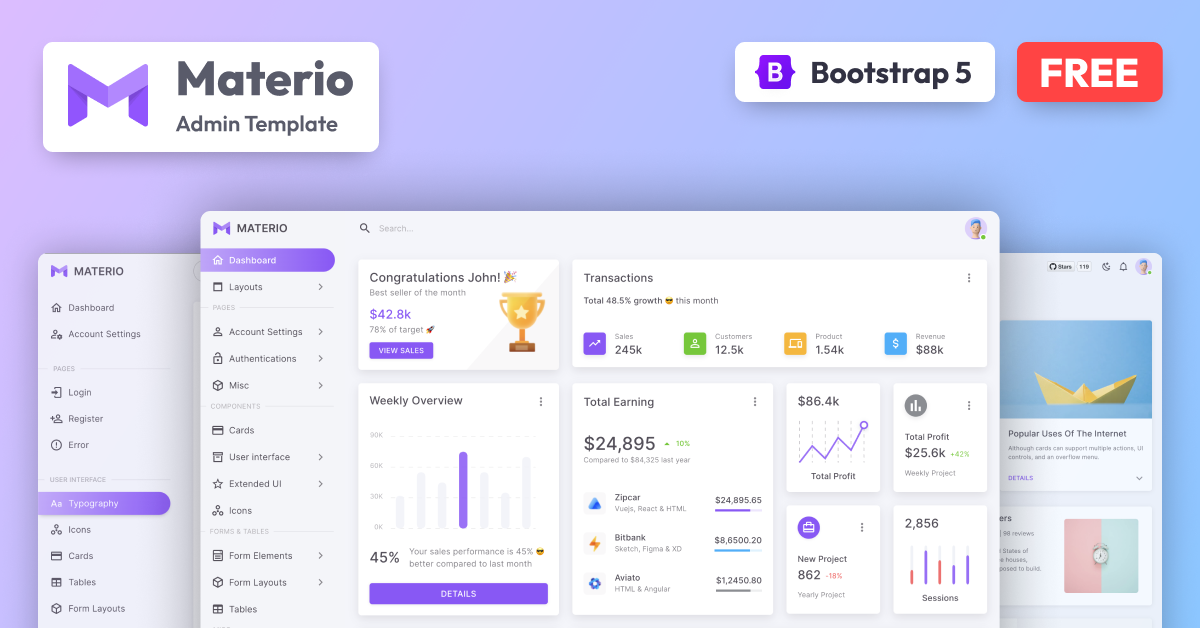 Materio
Admin Template
B
Bootstrap 5
FREE
MATERIO
Dashboard
Account Settings
PAGES
Login
Register
Error
USER INTERFACE
Aa Typography
Icons
Cards
Tables
Form Layouts
MATERIO
Search...
Dashboard
Layouts
PAGES
Account Settings
Authentications
Misc
COMPONENTS
Cards
User interface
Extended UI
Icons
FORMS & TABLES
Form Elements
Form Layouts
Tables
Congratulations John! 🎉
Best seller of the month
$42.8k
78% of target 🚀
VIEW SALES
Transactions
Total 48.5% growth 😎 this month
Sales
245k
Customers
12.5k
Product
1.54k
$
Revenue
$88k
Weekly Overview
90K
60K
30K
0K
45%
Your sales performance is 45% 😎
better compared to last month
DETAILS
Total Earning
$24,895
10%
Compared to $84,325 last year
Zipcar
Vuejs, React & HTML
$24,895.65
Bitbank
Sketch, Figma & XD
$8,6500.20
Aviato
HTML & Angular
$1,2450.80
$86.4k
Total Profit
Total Profit
$25.6k +42%
Weekly Project
New Project
862 -18%
Yearly Project
2,856
Sessions
Stars 119
Popular Uses Of The Internet
Although cards can support multiple actions, UI
controls, and an overflow menu.
DETAILS
ers
98 reviews
States of
e houses,
posed to build.